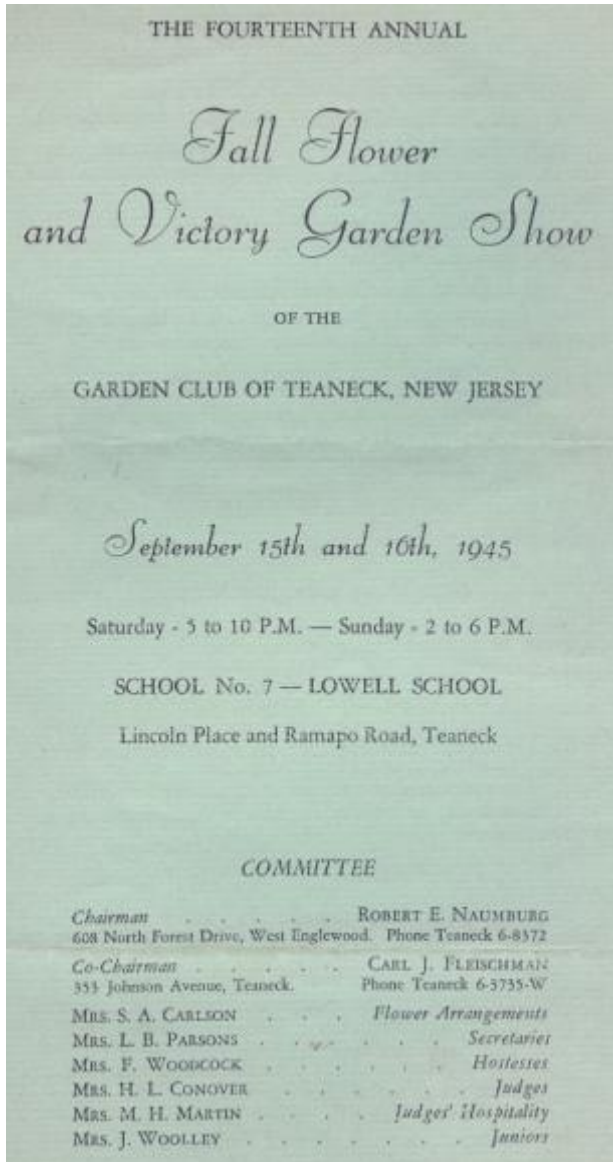 THE FOURTEENTH ANNUAL
Fall Flower
and Victory Garden Show
OF THE
GARDEN CLUB OF TEANECK, NEW JERSEY
September 15th and 16th, 1945
Saturday - 5 to 10 P.M. — Sunday - 2 to 6 P.M.
SCHOOL No. 7 — LOWELL SCHOOL
Lincoln Place and Ramapo Road, Teaneck
COMMITTEE
Chairman . . . . . ROBERT E. NAUMBURG
608 North Forest Drive, West Englewood. Phone Teaneck 6-8372
Co-Chairman . . . . . CARL J. FLEISCHMAN
353 Johnson Avenue, Teaneck. Phone Teaneck 6-3735-W
MRS. S. A. CARLSON . . . Flower Arrangements
MRS. L. B. PARSONS . . . . . . Secretaries
MRS. F. WOODCOCK . . . . . . Hostesses
MRS. H. L. CONOVER . . . . . . Judges
MRS. M. H. MARTIN . . . . Judges' Hospitality
MRS. J. WOOLLEY . . . . . . . Juniors